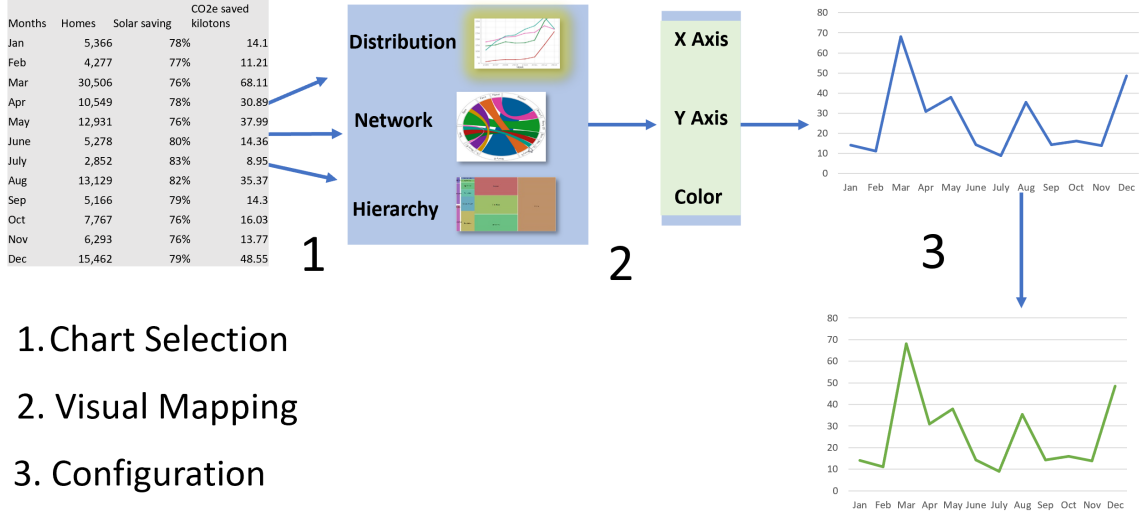 CO2e saved
Months Homes Solar saving kilotons
Jan 5,366 78% 14.1
Feb 4,277 77% 11.21
Mar 30,506 76% 68.11
Apr 10,549 78% 30.89
May 12,931 76% 37.99
June 5,278 80% 14.36
July 2,852 83% 8.95
Aug 13,129 82% 35.37
Sep 5,166 79% 14.3
Oct 7,767 76% 16.03
Nov 6,293 76% 13.77
Dec 15,462 79% 48.55
1
Distribution
Network
Hierarchy
2
X Axis
Y Axis
Color
80
70
60
50
40
30
20
10
0
Jan Feb Mar Apr May June July Aug Sep Oct Nov Dec
3
80
70
60
50
40
30
20
10
0
Jan Feb Mar Apr May June July Aug Sep Oct Nov Dec
1. Chart Selection
2. Visual Mapping
3. Configuration